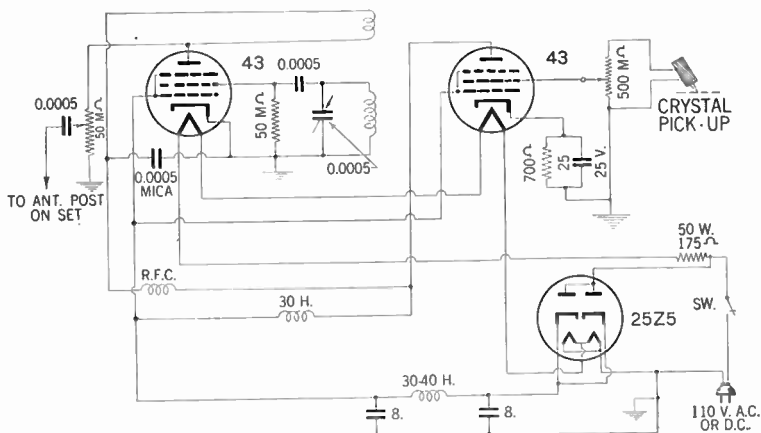 43
43
0.0005
0.0005
50 MΩ
50 MΩ
0.0005
500 MΩ
CRYSTAL
PICK-UP
0.0005
MICA
TO ANT. POST
ON SET
700Ω
25
25 V.
50 W.
175Ω
R.F.C.
30 H.
SW.
25Z5
30-40 H.
8.
8.
110 V. A.C.
OR D.C.